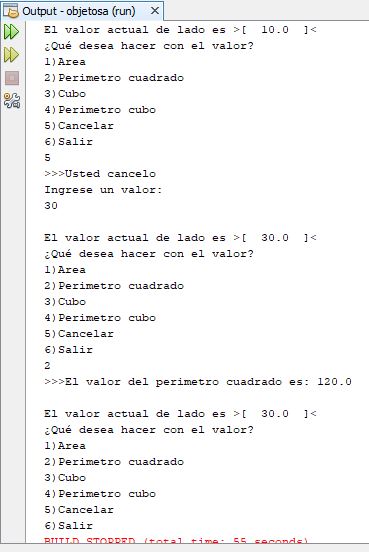 Output - objetosa (run)
El valor actual de lado es >[  10.0  ]<
¿Qué desea hacer con el valor?
1)Area
2)Perimetro cuadrado
3)Cubo
4)Perimetro cubo
5)Cancelar
6)Salir
5
>>>Usted cancelo
Ingrese un valor:
30
El valor actual de lado es >[  30.0  ]<
¿Qué desea hacer con el valor?
1)Area
2)Perimetro cuadrado
3)Cubo
4)Perimetro cubo
5)Cancelar
6)Salir
2
>>>El valor del perimetro cuadrado es: 120.0
El valor actual de lado es >[  30.0  ]<
¿Qué desea hacer con el valor?
1)Area
2)Perimetro cuadrado
3)Cubo
4)Perimetro cubo
5)Cancelar
6)Salir
BUILD STOPPED (total time: 55 seconds)